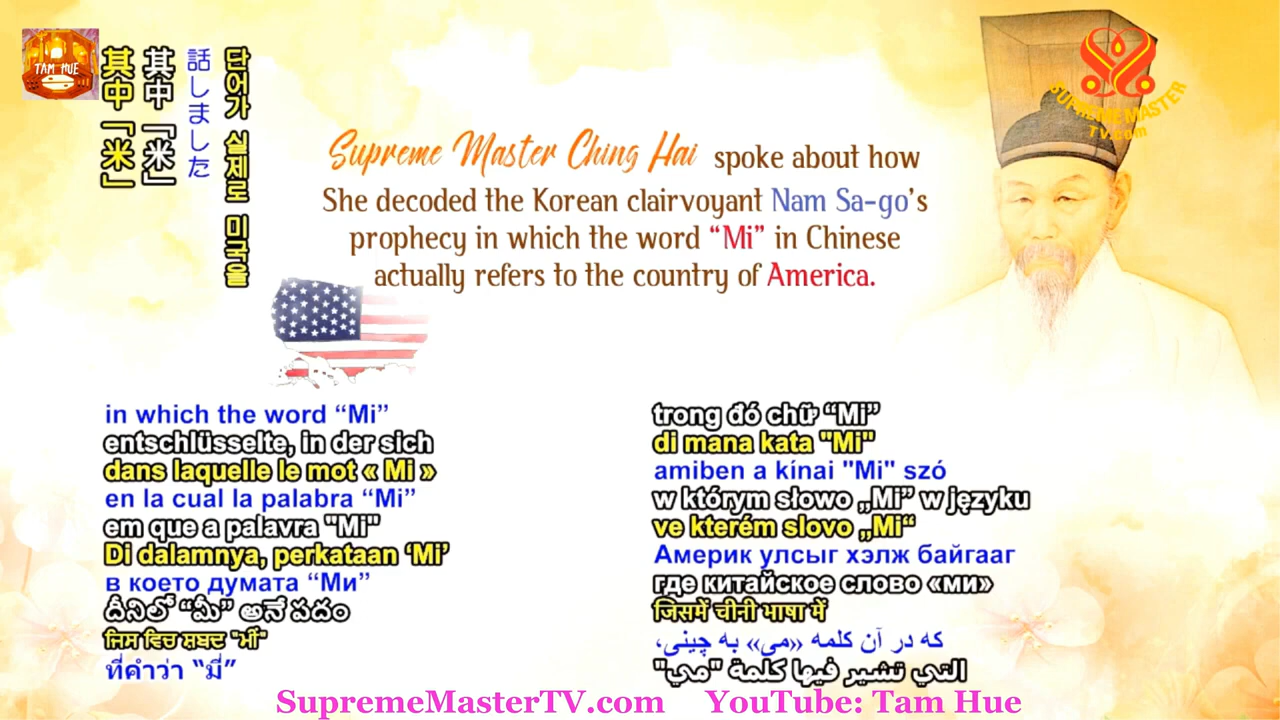 TAM HUE
其中「米」
其中「米」
話しました
단어가 실제로 미국을
SUPREME MASTER
TV.com
Supreme Master Ching Hai spoke about how
She decoded the Korean clairvoyant Nam Sa-go's
prophecy in which the word “Mi” in Chinese
actually refers to the country of America.
in which the word “Mi”
entschlüsselte, in der sich
dans laquelle le mot « Mi »
en la cual la palabra “Mi”
em que a palavra "Mi"
Di dalamnya, perkataan ‘Mi’
в което думата “Ми”
దీనిలో “మీ” అనే పదం
ਜਿਸ ਵਿਚ ਸ਼ਬਦ "ਮੀਂ"
ที่คำว่า “มี่”
trong đó chữ “Mi”
di mana kata "Mi"
amiben a kínai "Mi" szó
w którym słowo „Mi” w języku
ve kterém slovo „Mi“
Америк улсыг хэлж байгааг
где китайское слово «ми»
जिसमें चीनी भाषा में
که در آن کلمه «می» به چینی،
التي تشير فيها كلمة "مي"
SupremeMasterTV.com YouTube: Tam Hue